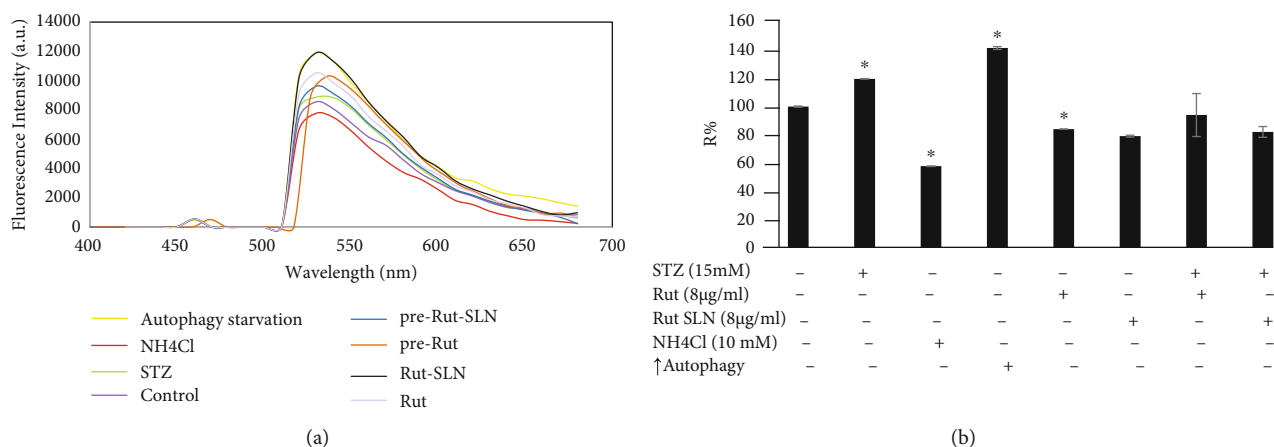 14000
12000
10000
8000
6000
4000
2000
0
400 450 500 550 600 650 700
Fluorescence Intensity (a.u.)
Wavelength (nm)
Autophagy starvation
NH4Cl
STZ
Control
pre-Rut-SLN
pre-Rut
Rut-SLN
Rut
(a)
160%
140
120
100
80
60
40
20
0
R%
* * * *
STZ (15mM) – + – – – – + +
Rut (8μg/ml) – – – – + – + –
Rut SLN (8μg/ml) – – – – – + – +
NH4Cl (10 mM) – – + – – – – –
↑Autophagy – – – + – – – –
(b)